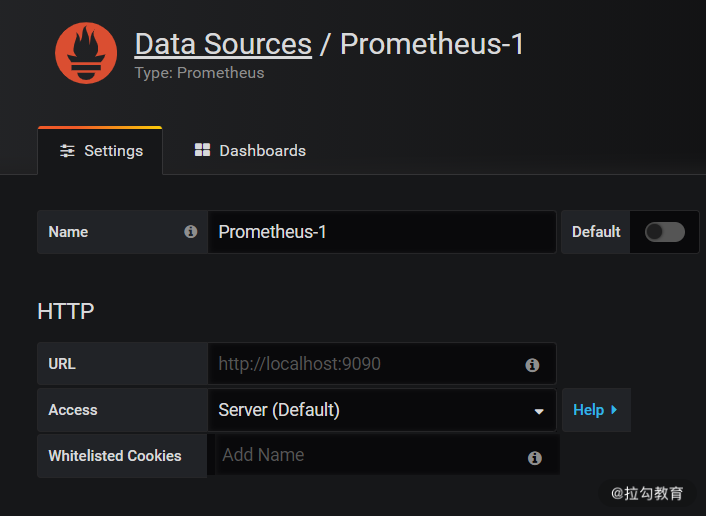 Data Sources / Prometheus-1
Type: Prometheus
Settings
Dashboards
Name
Prometheus-1
Default
HTTP
URL
http://localhost:9090
Access
Server (Default)
Help
Whitelisted Cookies
Add Name
@拉勾教育